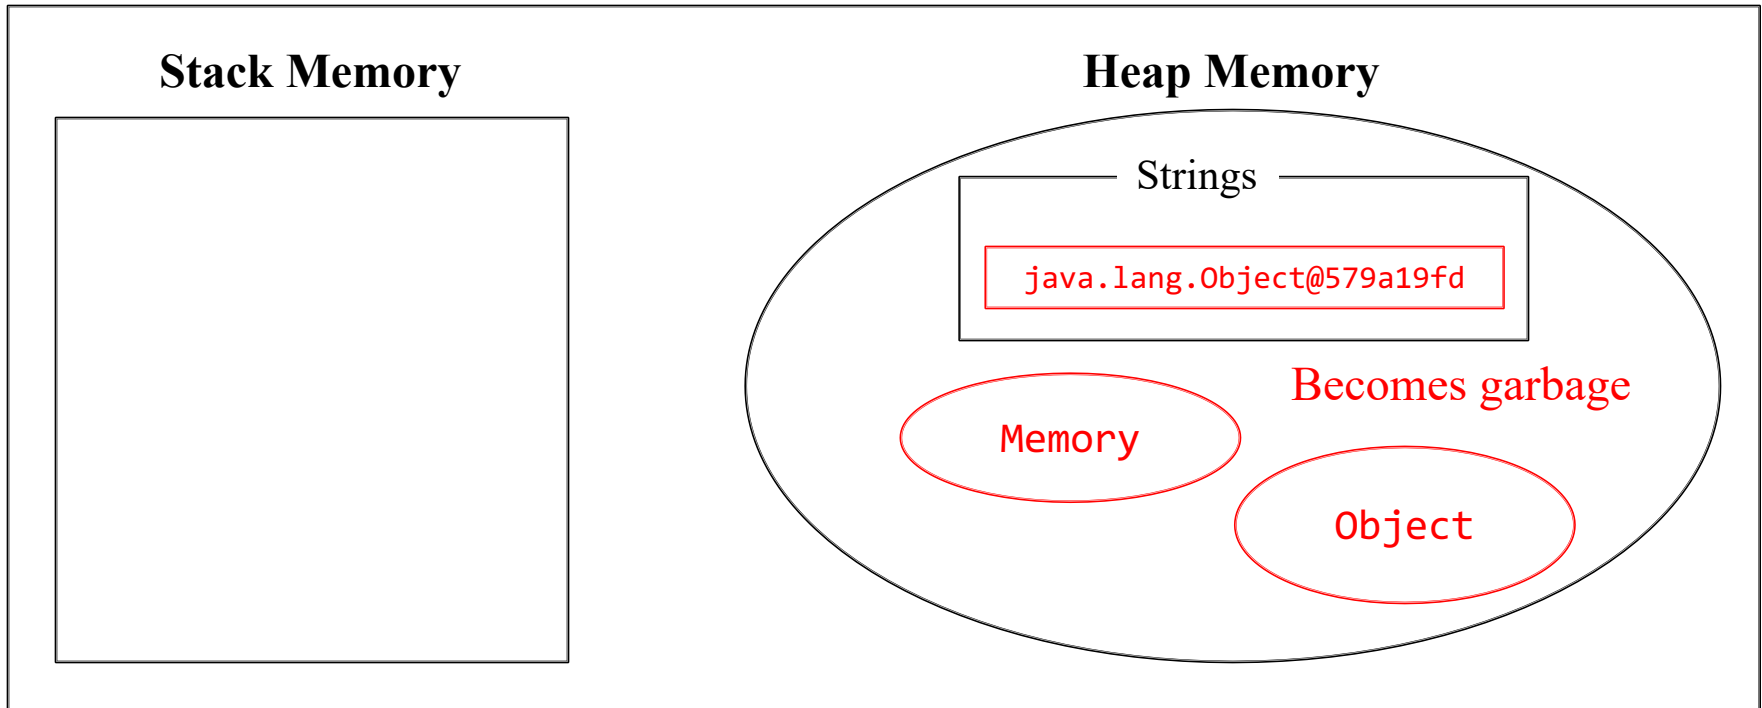 Stack Memory
Heap Memory
Strings
java.lang.Object@579a19fd
Becomes garbage
Memory
Object